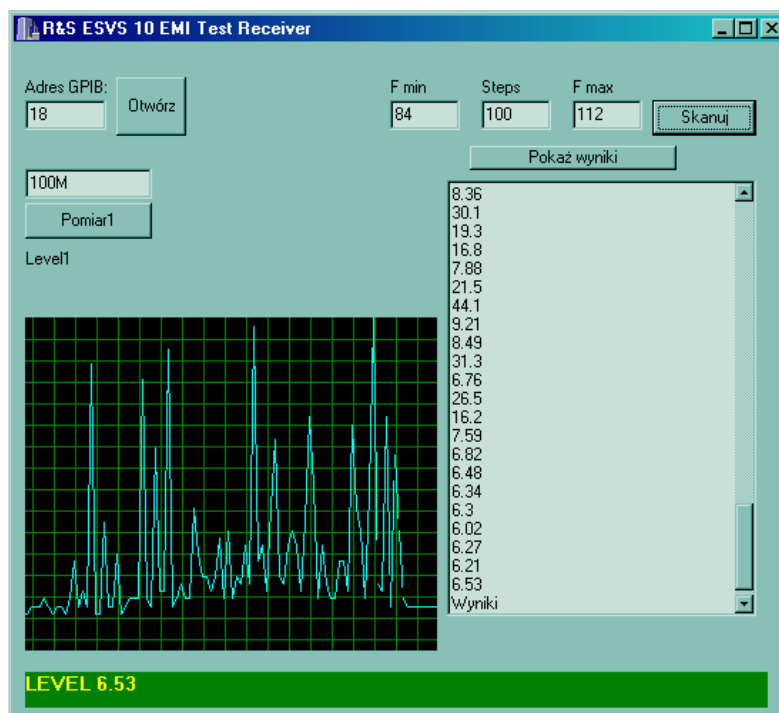 R&S ESVS 10 EMI Test Receiver
Adres GPIB:
18
Otwórz
F min
84
Steps
100
F max
112
Skanuj
Pokaż wyniki
100M
Pomiar1
Level1
8.36
30.1
19.3
16.8
7.88
21.5
44.1
9.21
8.49
31.3
6.76
26.5
16.2
7.59
6.82
6.48
6.34
6.3
6.02
6.27
6.21
6.53
Wyniki
LEVEL 6.53